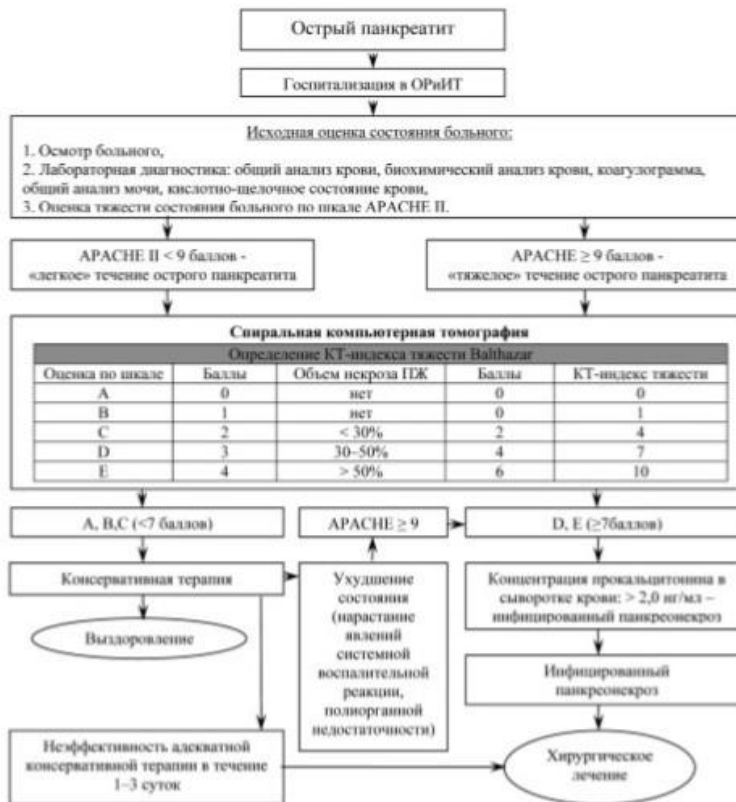 Острый панкреатит
Госпитализация в ОРиИТ
Исходная оценка состояния больного:
1. Осмотр больного,
2. Лабораторная диагностика: общий анализ крови, биохимический анализ крови, коагулограмма,
общий анализ мочи, кислотно-щелочное состояние крови,
3. Оценка тяжести состояния больного по шкале APACHE II.
APACHE II < 9 баллов -
«легкое» течение острого панкреатита
APACHE ≥ 9 баллов -
«тяжелое» течение острого панкреатита
Спиральная компьютерная томография
Определение КТ-индекса тяжести Balthazar
Оценка по шкале Баллы Объем некроза ПЖ Баллы КТ-индекс тяжести
A 0 нет 0 0
B 1 нет 0 1
C 2 < 30% 2 4
D 3 30–50% 4 7
E 4 > 50% 6 10
A, B,C (<7 баллов)
APACHE ≥ 9
D, E (≥7баллов)
Консервативная терапия
Выздоровление
Ухудшение
состояния
(нарастание
явлений
системной
воспалительной
реакции,
полиорганной
недостаточности)
Концентрация прокальцитонина в
сыворотке крови: > 2,0 нг/мл –
инфицированный панкреонекроз
Инфицированный
панкреонекроз
Неэффективность адекватной
консервативной терапии в течение
1–3 суток
Хирургическое
лечение